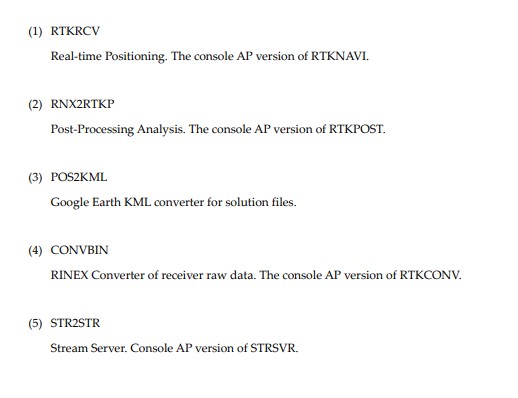 (1) RTKRCV
Real-time Positioning. The console AP version of RTKNAVI.
(2) RNX2RTKP
Post-Processing Analysis. The console AP version of RTKPOST.
(3) POS2KML
Google Earth KML converter for solution files.
(4) CONVBIN
RINEX Converter of receiver raw data. The console AP version of RTKCONV.
(5) STR2STR
Stream Server. Console AP version of STRSVR.